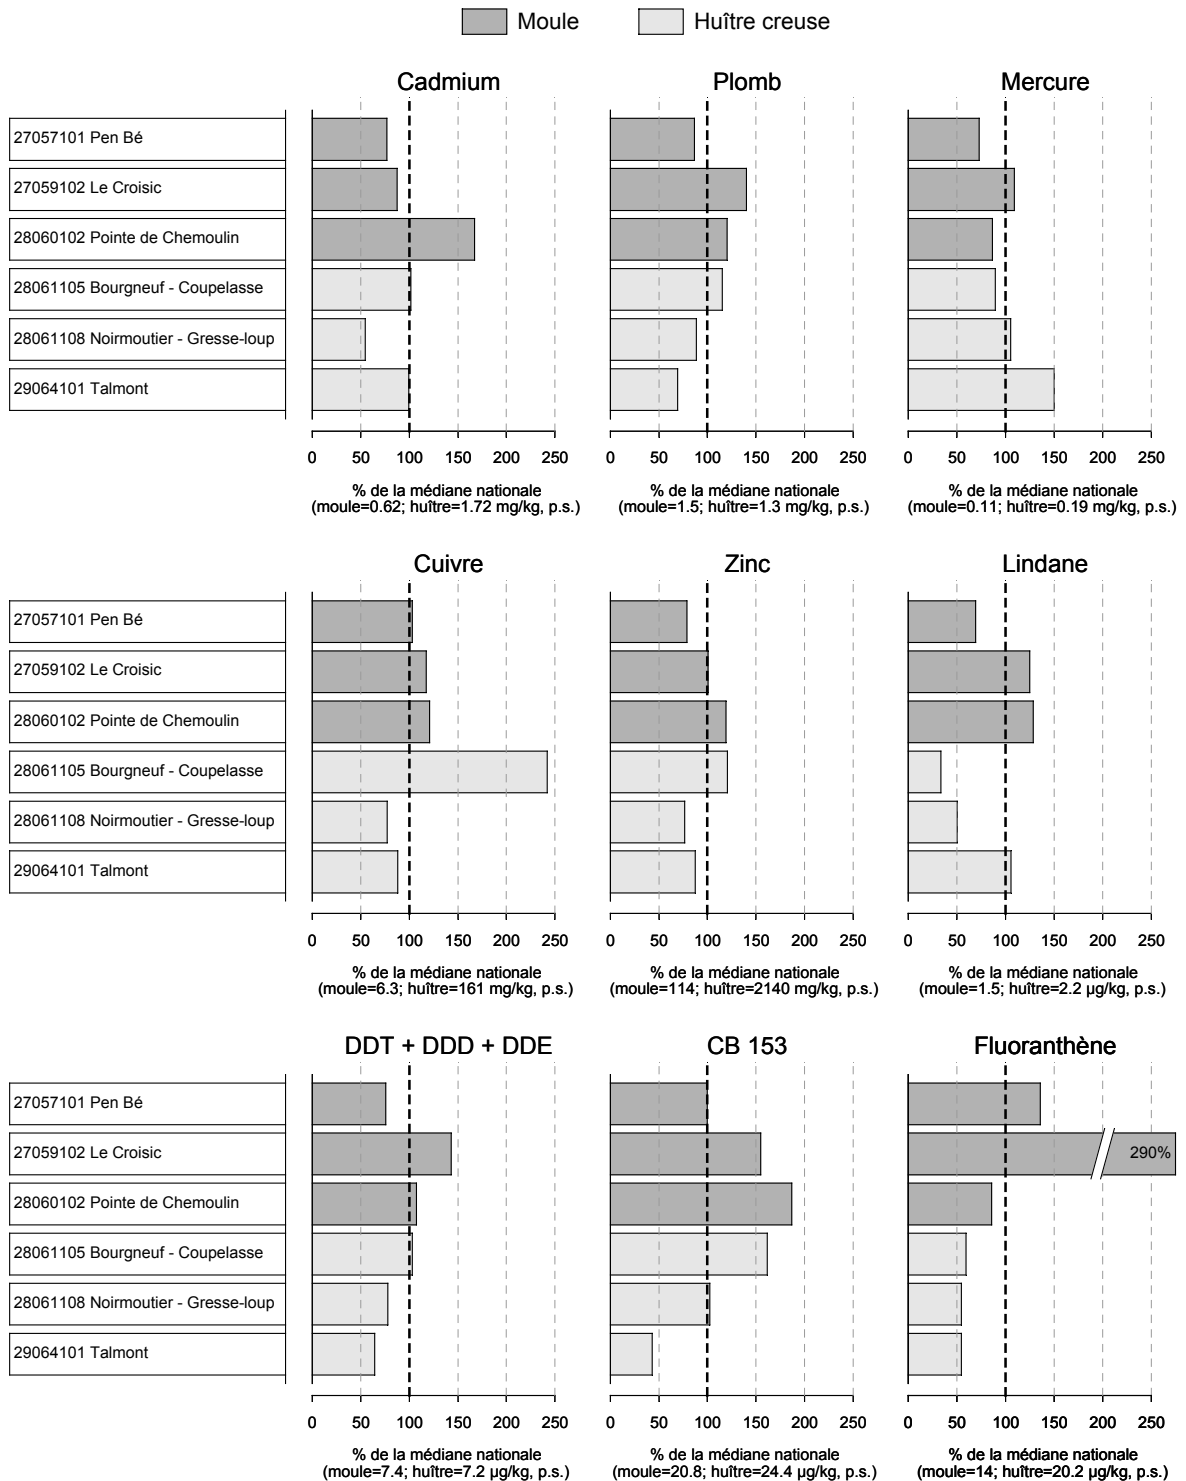 Moule Huître creuse
Cadmium Plomb Mercure
27057101 Pen Bé
27059102 Le Croisic
28060102 Pointe de Chemoulin
28061105 Bourgneuf - Coupelasse
28061108 Noirmoutier - Gresse-loup
29064101 Talmont
0 50 100 150 200 250 0 50 100 150 200 250 0 50 100 150 200 250
% de la médiane nationale % de la médiane nationale % de la médiane nationale
(moule=0.62; huître=1.72 mg/kg, p.s.) (moule=1.5; huître=1.3 mg/kg, p.s.) (moule=0.11; huître=0.19 mg/kg, p.s.)
Cuivre Zinc Lindane
27057101 Pen Bé
27059102 Le Croisic
28060102 Pointe de Chemoulin
28061105 Bourgneuf - Coupelasse
28061108 Noirmoutier - Gresse-loup
29064101 Talmont
0 50 100 150 200 250 0 50 100 150 200 250 0 50 100 150 200 250
% de la médiane nationale % de la médiane nationale % de la médiane nationale
(moule=6.3; huître=161 mg/kg, p.s.) (moule=114; huître=2140 mg/kg, p.s.) (moule=1.5; huître=2.2 µg/kg, p.s.)
DDT + DDD + DDE CB 153 Fluoranthène
27057101 Pen Bé
27059102 Le Croisic 290%
28060102 Pointe de Chemoulin
28061105 Bourgneuf - Coupelasse
28061108 Noirmoutier - Gresse-loup
29064101 Talmont
0 50 100 150 200 250 0 50 100 150 200 250 0 50 100 150 200 250
% de la médiane nationale % de la médiane nationale % de la médiane nationale
(moule=7.4; huître=7.2 µg/kg, p.s.) (moule=20.8; huître=24.4 µg/kg, p.s.) (moule=14; huître=20.2 µg/kg, p.s.)